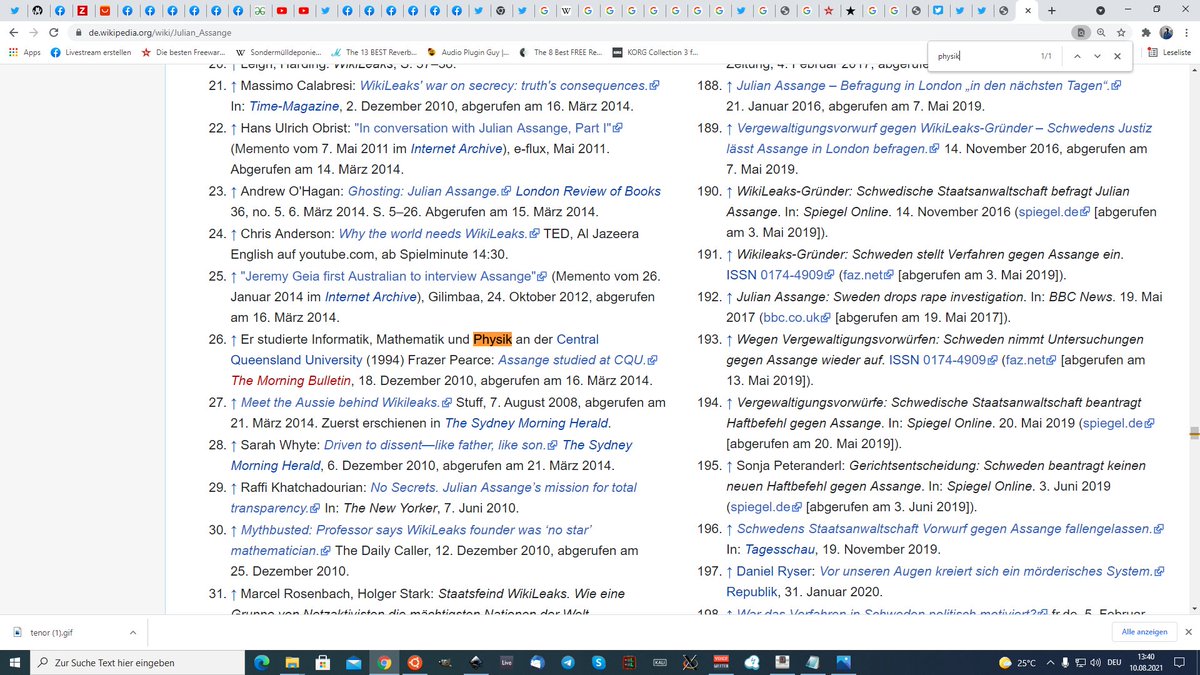 de.wikipedia.org/wiki/Julian_Assange
Apps
Livestream erstellen
Die besten Freewar...
Sondermülldeponie...
The 13 BEST Reverb...
Audio Plugin Guy |...
The 8 Best FREE Re...
KORG Collection 3 f...
Leseliste
physik
1/1
20. ↑ Leigh, Harding: WikiLeaks, S. 57–58.
21. ↑ Massimo Calabresi: WikiLeaks' war on secrecy: truth's consequences.
In: Time-Magazine, 2. Dezember 2010, abgerufen am 16. März 2014.
22. ↑ Hans Ulrich Obrist: "In conversation with Julian Assange, Part I"
(Memento vom 7. Mai 2011 im Internet Archive), e-flux, Mai 2011.
Abgerufen am 14. März 2014.
23. ↑ Andrew O'Hagan: Ghosting: Julian Assange. London Review of Books
36, no. 5. 6. März 2014. S. 5–26. Abgerufen am 15. März 2014.
24. ↑ Chris Anderson: Why the world needs WikiLeaks. TED, Al Jazeera
English auf youtube.com, ab Spielminute 14:30.
25. ↑ "Jeremy Geia first Australian to interview Assange" (Memento vom 26.
Januar 2014 im Internet Archive), Gilimbaa, 24. Oktober 2012, abgerufen
am 16. März 2014.
26. ↑ Er studierte Informatik, Mathematik und Physik an der Central
Queensland University (1994) Frazer Pearce: Assange studied at CQU.
The Morning Bulletin, 18. Dezember 2010, abgerufen am 16. März 2014.
27. ↑ Meet the Aussie behind Wikileaks. Stuff, 7. August 2008, abgerufen am
21. März 2014. Zuerst erschienen in The Sydney Morning Herald.
28. ↑ Sarah Whyte: Driven to dissent—like father, like son. The Sydney
Morning Herald, 6. Dezember 2010, abgerufen am 21. März 2014.
29. ↑ Raffi Khatchadourian: No Secrets. Julian Assange's mission for total
transparency. In: The New Yorker, 7. Juni 2010.
30. ↑ Mythbusted: Professor says WikiLeaks founder was ‘no star’
mathematician. The Daily Caller, 12. Dezember 2010, abgerufen am
25. Dezember 2010.
31. ↑ Marcel Rosenbach, Holger Stark: Staatsfeind WikiLeaks. Wie eine
Gruppe von Netzaktivisten die mächtigsten Nationen der Welt
Zeitung, 4. Februar 2017, abgerufen
188. ↑ Julian Assange – Befragung in London „in den nächsten Tagen“.
21. Januar 2016, abgerufen am 7. Mai 2019.
189. ↑ Vergewaltigungsvorwurf gegen WikiLeaks-Gründer – Schwedens Justiz
lässt Assange in London befragen. 14. November 2016, abgerufen am
7. Mai 2019.
190. ↑ WikiLeaks-Gründer: Schwedische Staatsanwaltschaft befragt Julian
Assange. In: Spiegel Online. 14. November 2016 (spiegel.de [abgerufen
am 3. Mai 2019]).
191. ↑ Wikileaks-Gründer: Schweden stellt Verfahren gegen Assange ein.
ISSN 0174-4909 (faz.net [abgerufen am 3. Mai 2019]).
192. ↑ Julian Assange: Sweden drops rape investigation. In: BBC News. 19. Mai
2017 (bbc.co.uk [abgerufen am 19. Mai 2017]).
193. ↑ Wegen Vergewaltigungsvorwürfen: Schweden nimmt Untersuchungen
gegen Assange wieder auf. ISSN 0174-4909 (faz.net [abgerufen am
13. Mai 2019]).
194. ↑ Vergewaltigungsvorwürfe: Schwedische Staatsanwaltschaft beantragt
Haftbefehl gegen Assange. In: Spiegel Online. 20. Mai 2019 (spiegel.de
[abgerufen am 20. Mai 2019]).
195. ↑ Sonja Peteranderl: Gerichtsentscheidung: Schweden beantragt keinen
neuen Haftbefehl gegen Assange. In: Spiegel Online. 3. Juni 2019
(spiegel.de [abgerufen am 3. Juni 2019]).
196. ↑ Schwedens Staatsanwaltschaft Vorwurf gegen Assange fallengelassen.
In: Tagesschau, 19. November 2019.
197. ↑ Daniel Ryser: Vor unseren Augen kreiert sich ein mörderisches System.
Republik, 31. Januar 2020.
198. ↑ War das Verfahren in Schweden politisch motiviert? fr.de, 5. Februar
tenor (1).gif
Alle anzeigen
Zur Suche Text hier eingeben
Live
25°C
DEU
13:40
10.08.2021